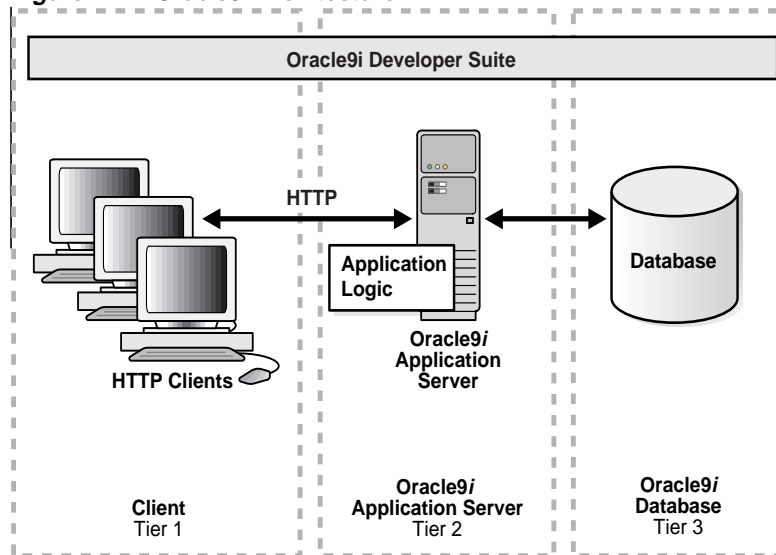 Oracle9i Developer Suite
HTTP
Application
Logic
Database
Oracle9i
Application
Server
HTTP Clients
Client
Tier 1
Oracle9i
Application Server
Tier 2
Oracle9i
Database
Tier 3